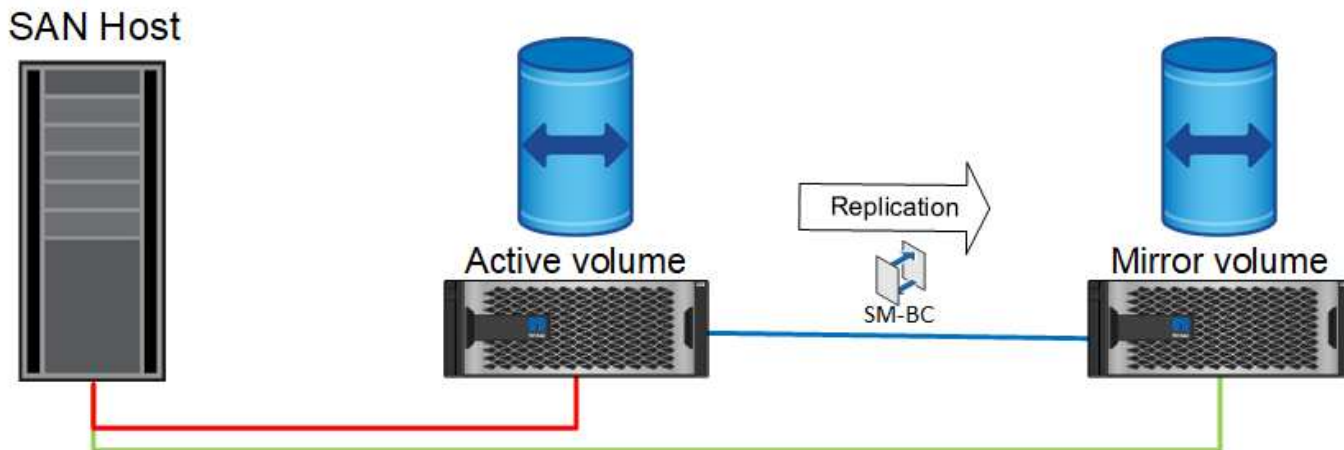 SAN Host
Replication
Active volume
Mirror volume
SM-BC